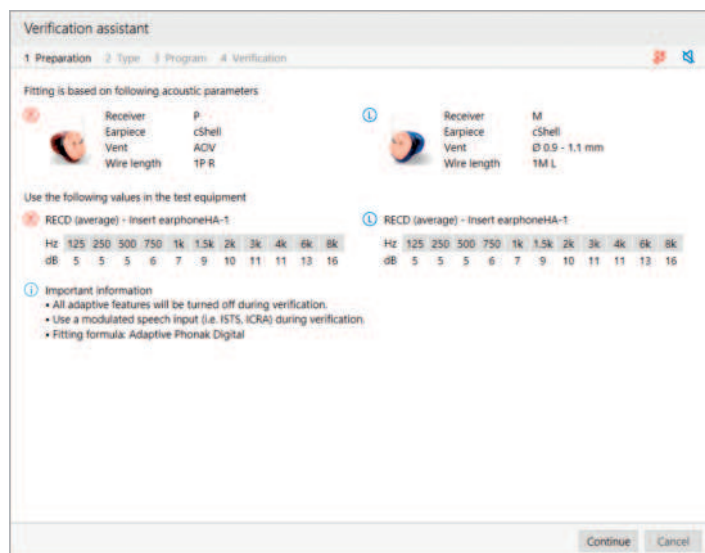 Verification assistant
1 Preparation 2 Type 3 Program 4 Verification
Fitting is based on following acoustic parameters
Receiver P
Earpiece cShell
Vent AOV
Wire length 1P R
L
Receiver M
Earpiece cShell
Vent Ø 0.9 - 1.1 mm
Wire length 1M L
Use the following values in the test equipment
RECD (average) - Insert earphoneHA-1
Hz 125 250 500 750 1k 1.5k 2k 3k 4k 6k 8k
dB 5 5 5 6 7 9 10 11 11 13 16
L RECD (average) - Insert earphoneHA-1
Hz 125 250 500 750 1k 1.5k 2k 3k 4k 6k 8k
dB 5 5 5 6 7 9 10 11 11 13 16
i Important information
• All adaptive features will be turned off during verification.
• Use a modulated speech input (i.e. ISTS, ICRA) during verification.
• Fitting formula: Adaptive Phonak Digital
Continue Cancel